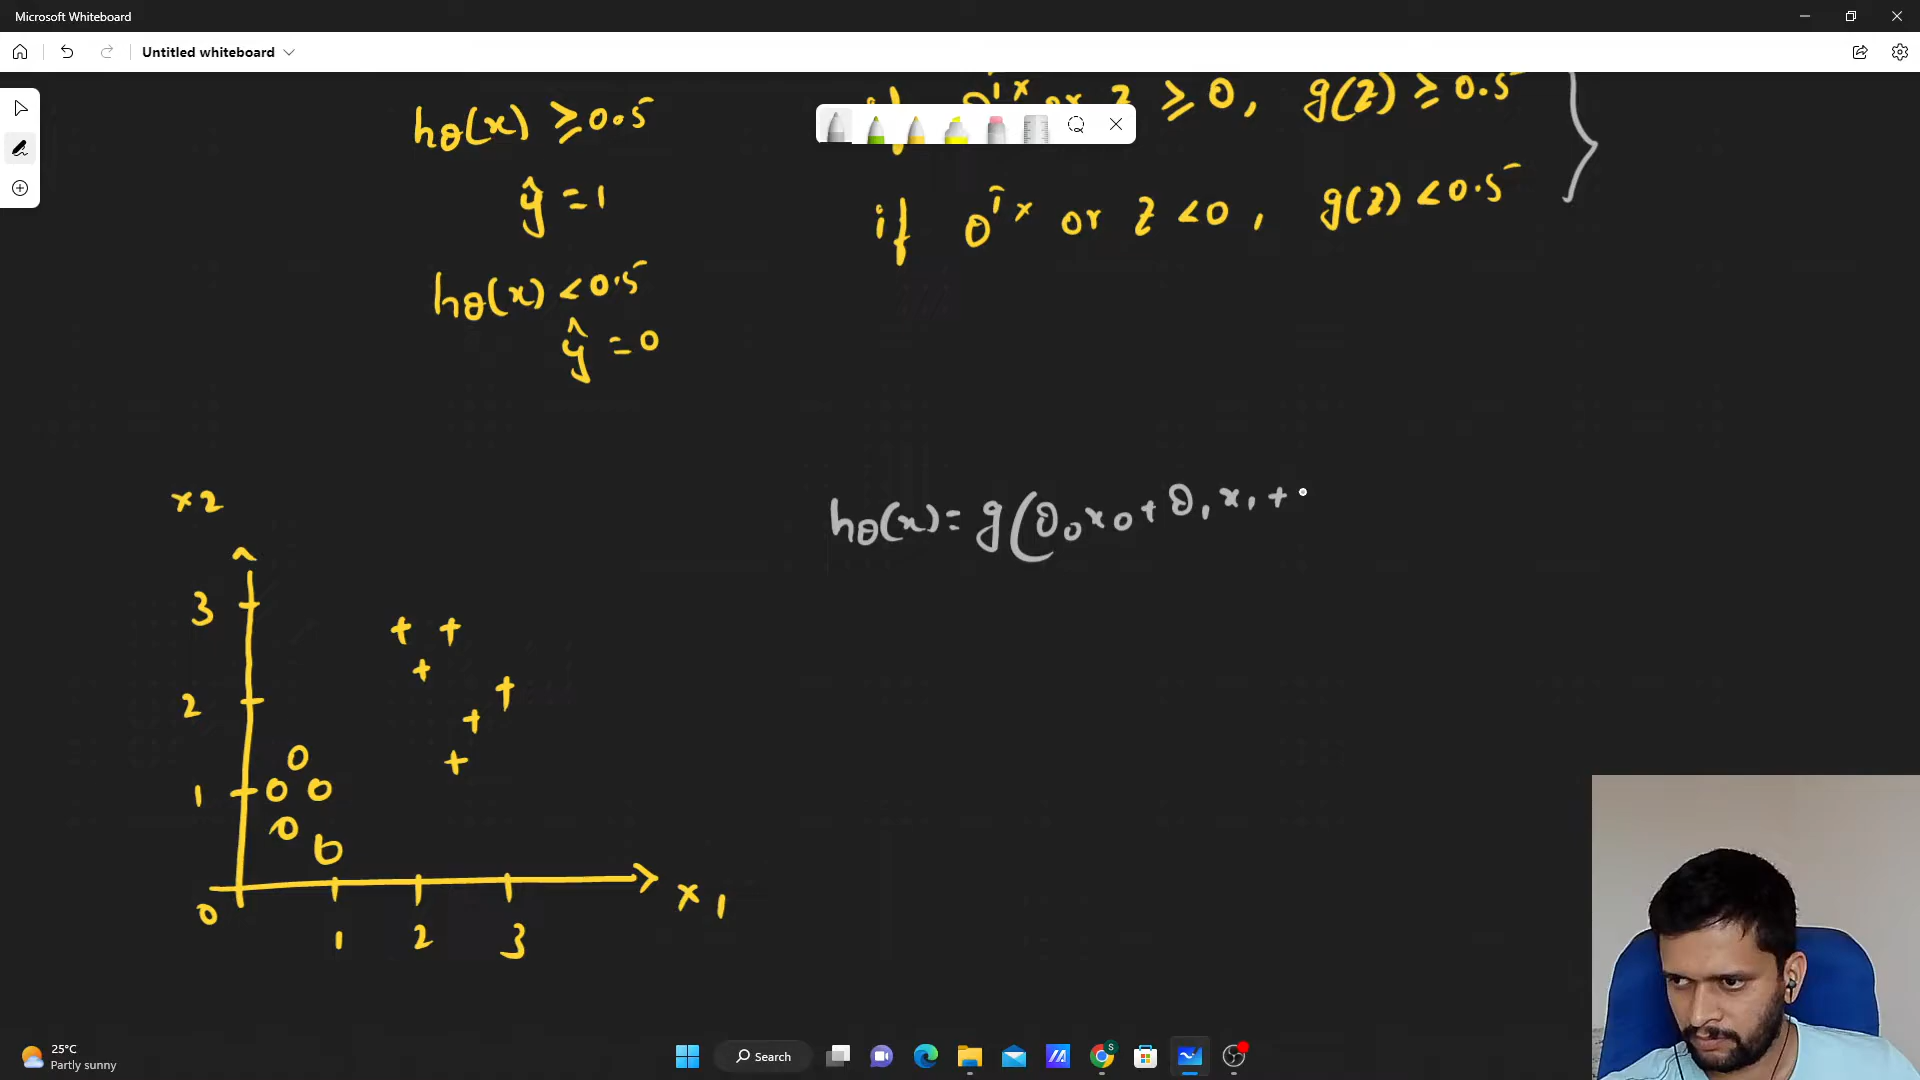 Microsoft Whiteboard
Untitled whiteboard
hθ(x) ≥ 0.5
ŷ = 1
hθ(x) < 0.5
ŷ = 0
if θᵀx or z ≥ 0, g(z) ≥ 0.5
if θᵀx or z < 0, g(z) < 0.5
hθ(x) = g(θ₀x₀ + θ₁x₁ +
x2
3
2
1
0
1 2 3
x1
25°C
Partly sunny
Search
S